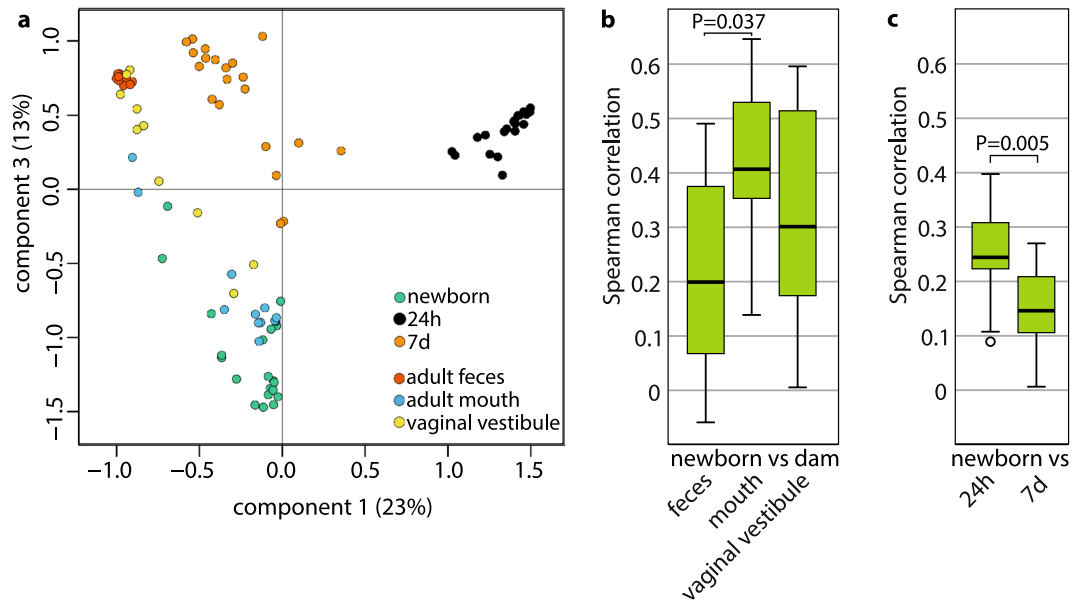 a
component 3 (13%)
1.0
0.5
0.0
−0.5
−1.0
−1.5
newborn
24h
7d
adult feces
adult mouth
vaginal vestibule
−1.0
−0.5
0.0
0.5
1.0
1.5
component 1 (23%)
b
P=0.037
Spearman correlation
0.6
0.5
0.4
0.3
0.2
0.1
0
newborn vs dam
feces
mouth
vaginal vestibule
c
P=0.005
Spearman correlation
0.6
0.5
0.4
0.3
0.2
0.1
0
newborn vs
24h
7d